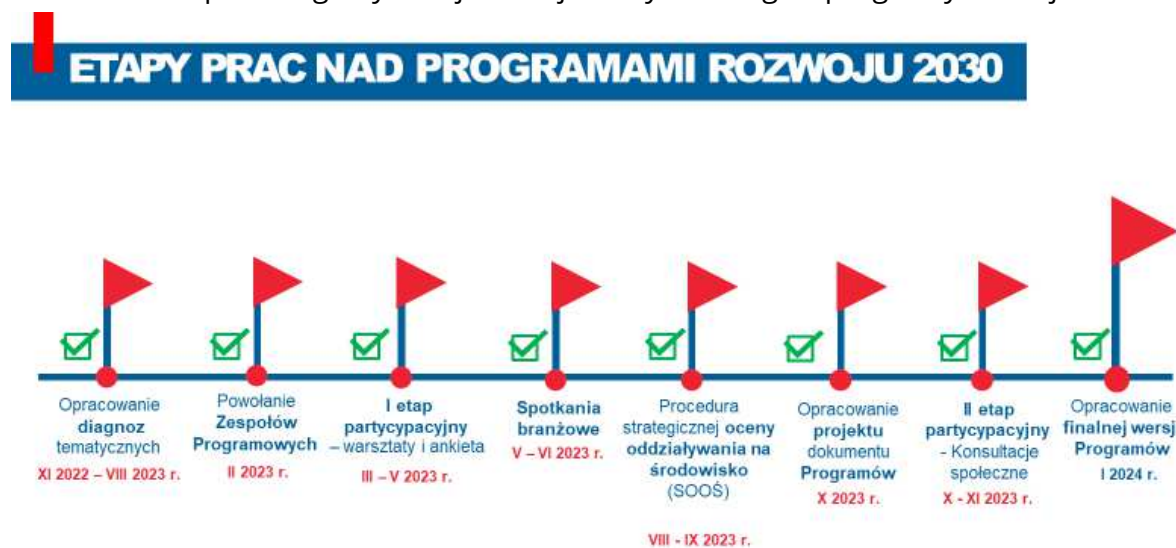 ETAPY PRAC NAD PROGRAMAMI ROZWOJU 2030
Opracowanie
diagnoz
tematycznych
XI 2022 – VIII 2023 r.
Powołanie
Zespołów
Programowych
II 2023 r.
I etap
partycypacyjny
– warsztaty i ankieta
III – V 2023 r.
Spotkania
branżowe
V – VI 2023 r.
Procedura
strategicznej oceny
oddziaływania na
środowisko
(SOOŚ)
VIII - IX 2023 r.
Opracowanie
projektu
dokumentu
Programów
X 2023 r.
II etap
partycypacyjny
- Konsultacje
społeczne
X - XI 2023 r.
Opracowanie
finalnej wersj
Programów
I 2024 r.